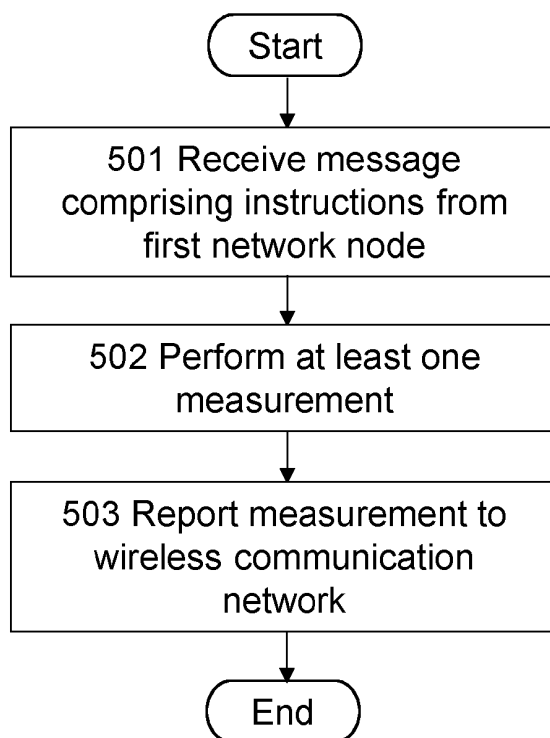 Start
501 Receive message
comprising instructions from
first network node
502 Perform at least one
measurement
503 Report measurement to
wireless communication
network
End